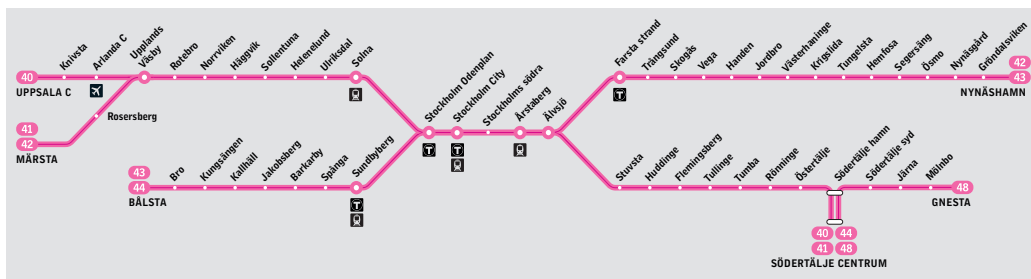 40
UPPSALA C
Knivsta
Arlanda C
Upplands
Väsby
Rotebro
Norrviken
Häggvik
Sollentuna
Helenelund
Ulriksdal
Solna
41
42
MÄRSTA
Rosersberg
43
44
BÅLSTA
Bro
Kungsängen
Kallhäll
Jakobsberg
Barkarby
Spånga
Sundbyberg
T
Stockholm Odenplan
T
Stockholm City
T
Stockholms södra
Årstaberg
Älvsjö
Farsta strand
T
Trångsund
Skogås
Vega
Handen
Jordbro
Västerhaninge
Krigslida
Tungelsta
Hemfosa
Segersäng
Ösmo
Nynäsgård
Gröndalsviken
42
43
NYNÄSHAMN
Stuvsta
Huddinge
Flemingsberg
Tullinge
Tumba
Rönninge
Östertälje
Södertälje hamn
Södertälje syd
Järna
Mölnbo
48
GNESTA
40 44
41 48
SÖDERTÄLJE CENTRUM